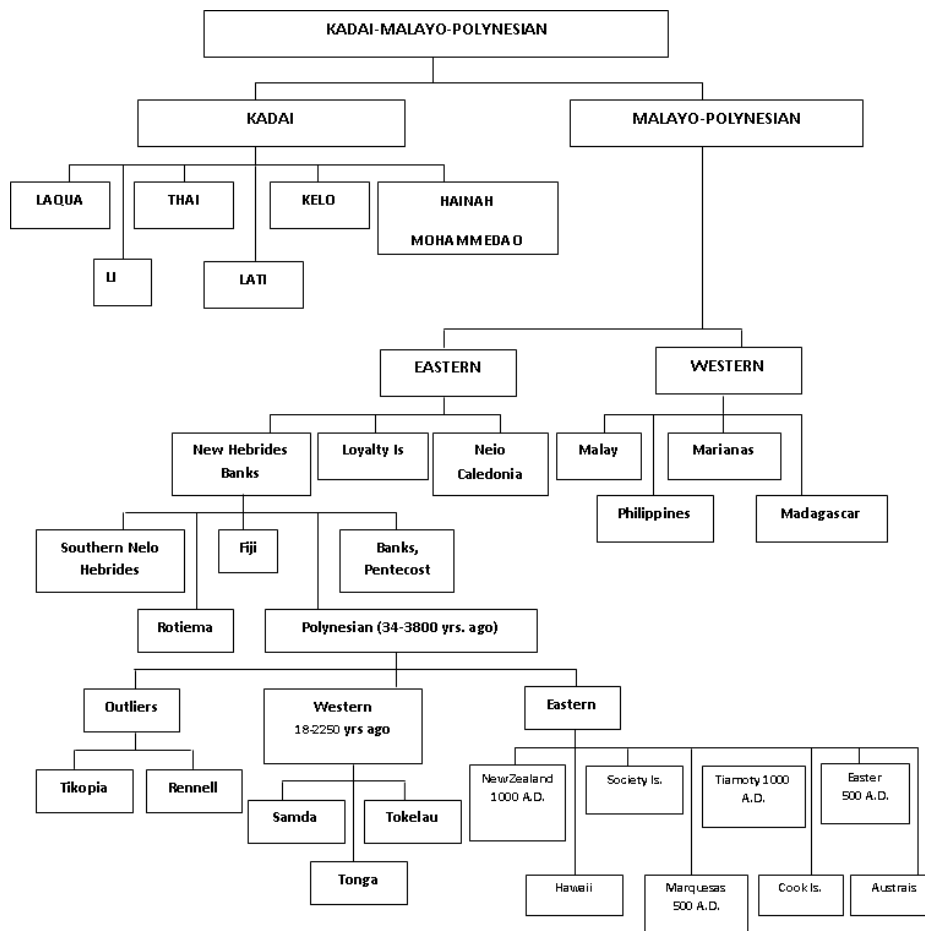 KADAI-MALAYO-POLYNESIAN
KADAI
MALAYO-POLYNESIAN
LAQUA
THAI
KELO
HAINAH
MOHAMMEDAO
LI
LATI
EASTERN
WESTERN
New Hebrides
Banks
Loyalty Is
Neio
Caledonia
Malay
Marianas
Philippines
Madagascar
Southern Nelo
Hebrides
Fiji
Banks,
Pentecost
Rotiema
Polynesian (34-3800 yrs. ago)
Outliers
Western
18-2250 yrs ago
Eastern
Tikopia
Rennell
Samda
Tokelau
Tonga
New Zealand
1000 A.D.
Society Is.
Tiamoty 1000
A.D.
Easter
500 A.D.
Hawaii
Marquesas
500 A.D.
Cook Is.
Austrais